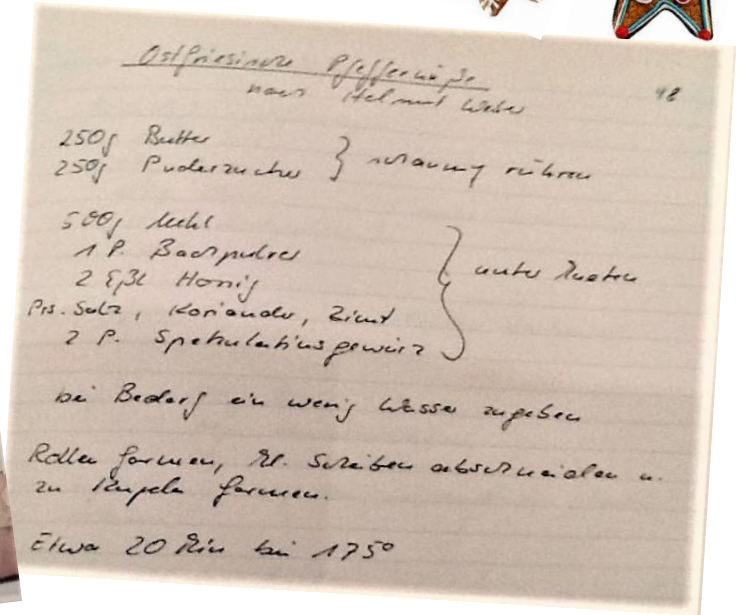 Ostfriesische Pfeffernüße
nach Helmut Weber
48
250g Butter
250g Puderzucker } schaumig rühren
500g Mehl
1 P. Backpulver
2 Eßl Honig } unter kneten
Prs. Salz, Koriander, Zimt
2 P. Spekulatiusgewürz
bei Bedarf ein wenig Wasser zugeben
Rollen formen, kl. Scheiben abschneiden u.
zu Kugeln formen.
Etwa 20 Min bei 175°